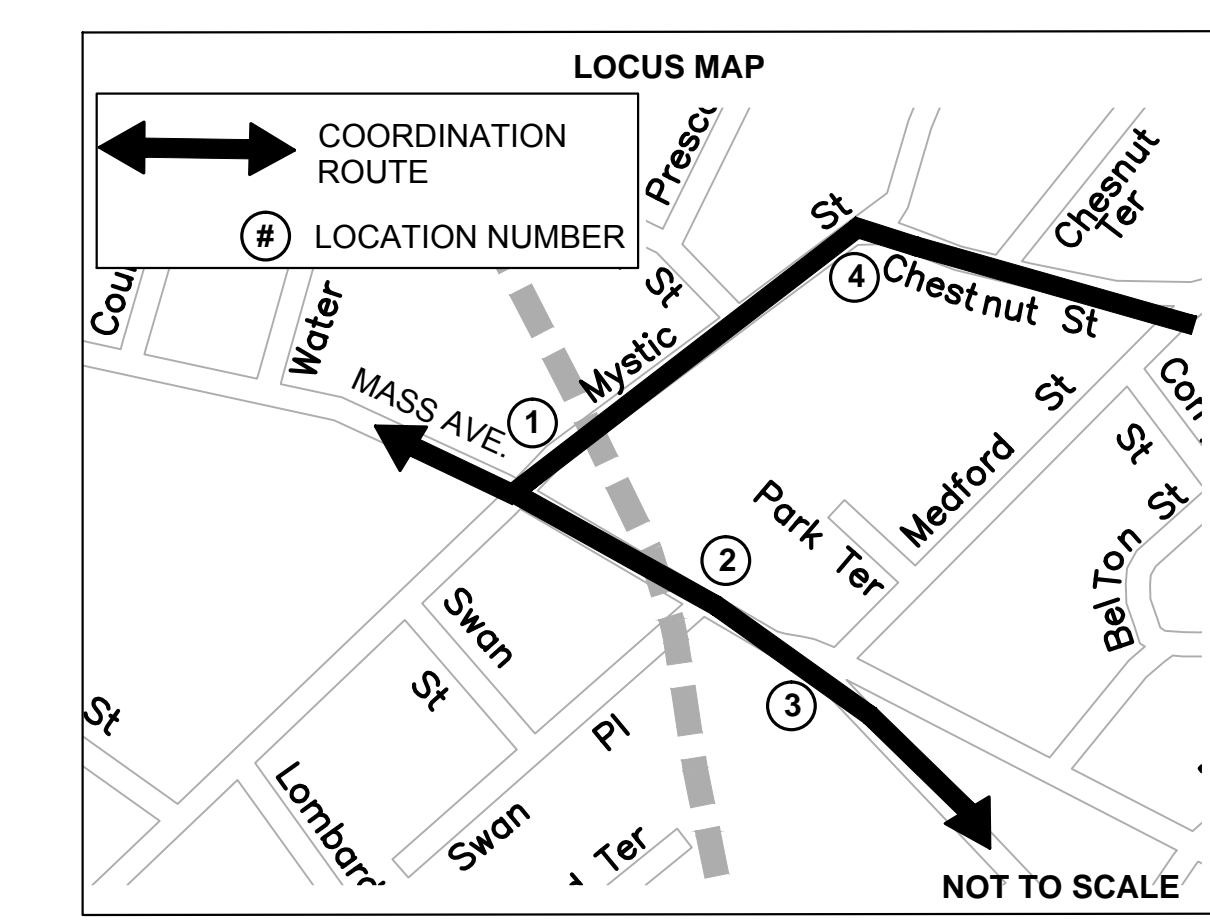 LOCUS MAP
COORDINATION
ROUTE
# LOCATION NUMBER
St
Chesnut
Ter
4
Chestnut St
St
Water
Mystic
MASS AVE.
1
St
St
Medford
St
Park Ter
2
Bel Ton
Swan
St
3
St
Pl
Swan
Ter
NOT TO SCALE